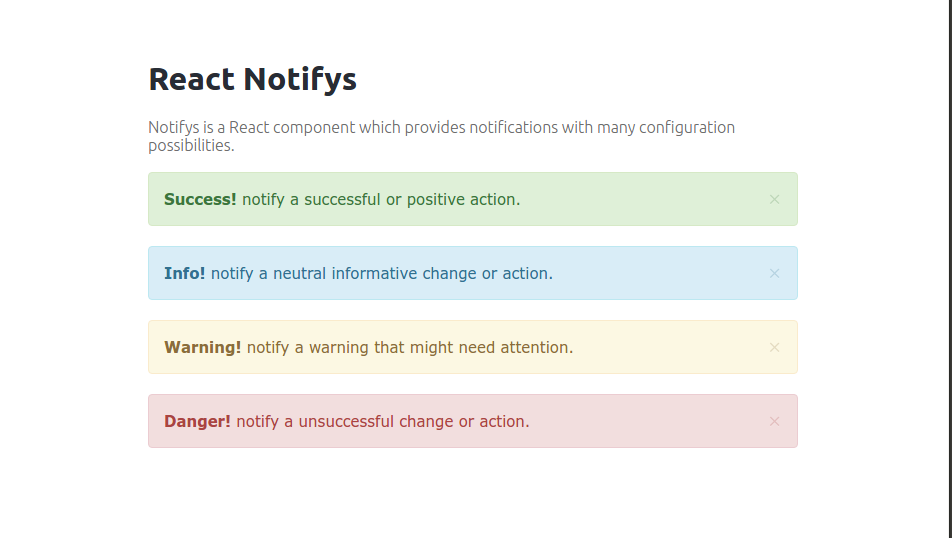 React Notifys
Notifys is a React component which provides notifications with many configuration
possibilities.
Success! notify a successful or positive action. ×
Info! notify a neutral informative change or action. ×
Warning! notify a warning that might need attention. ×
Danger! notify a unsuccessful change or action. ×